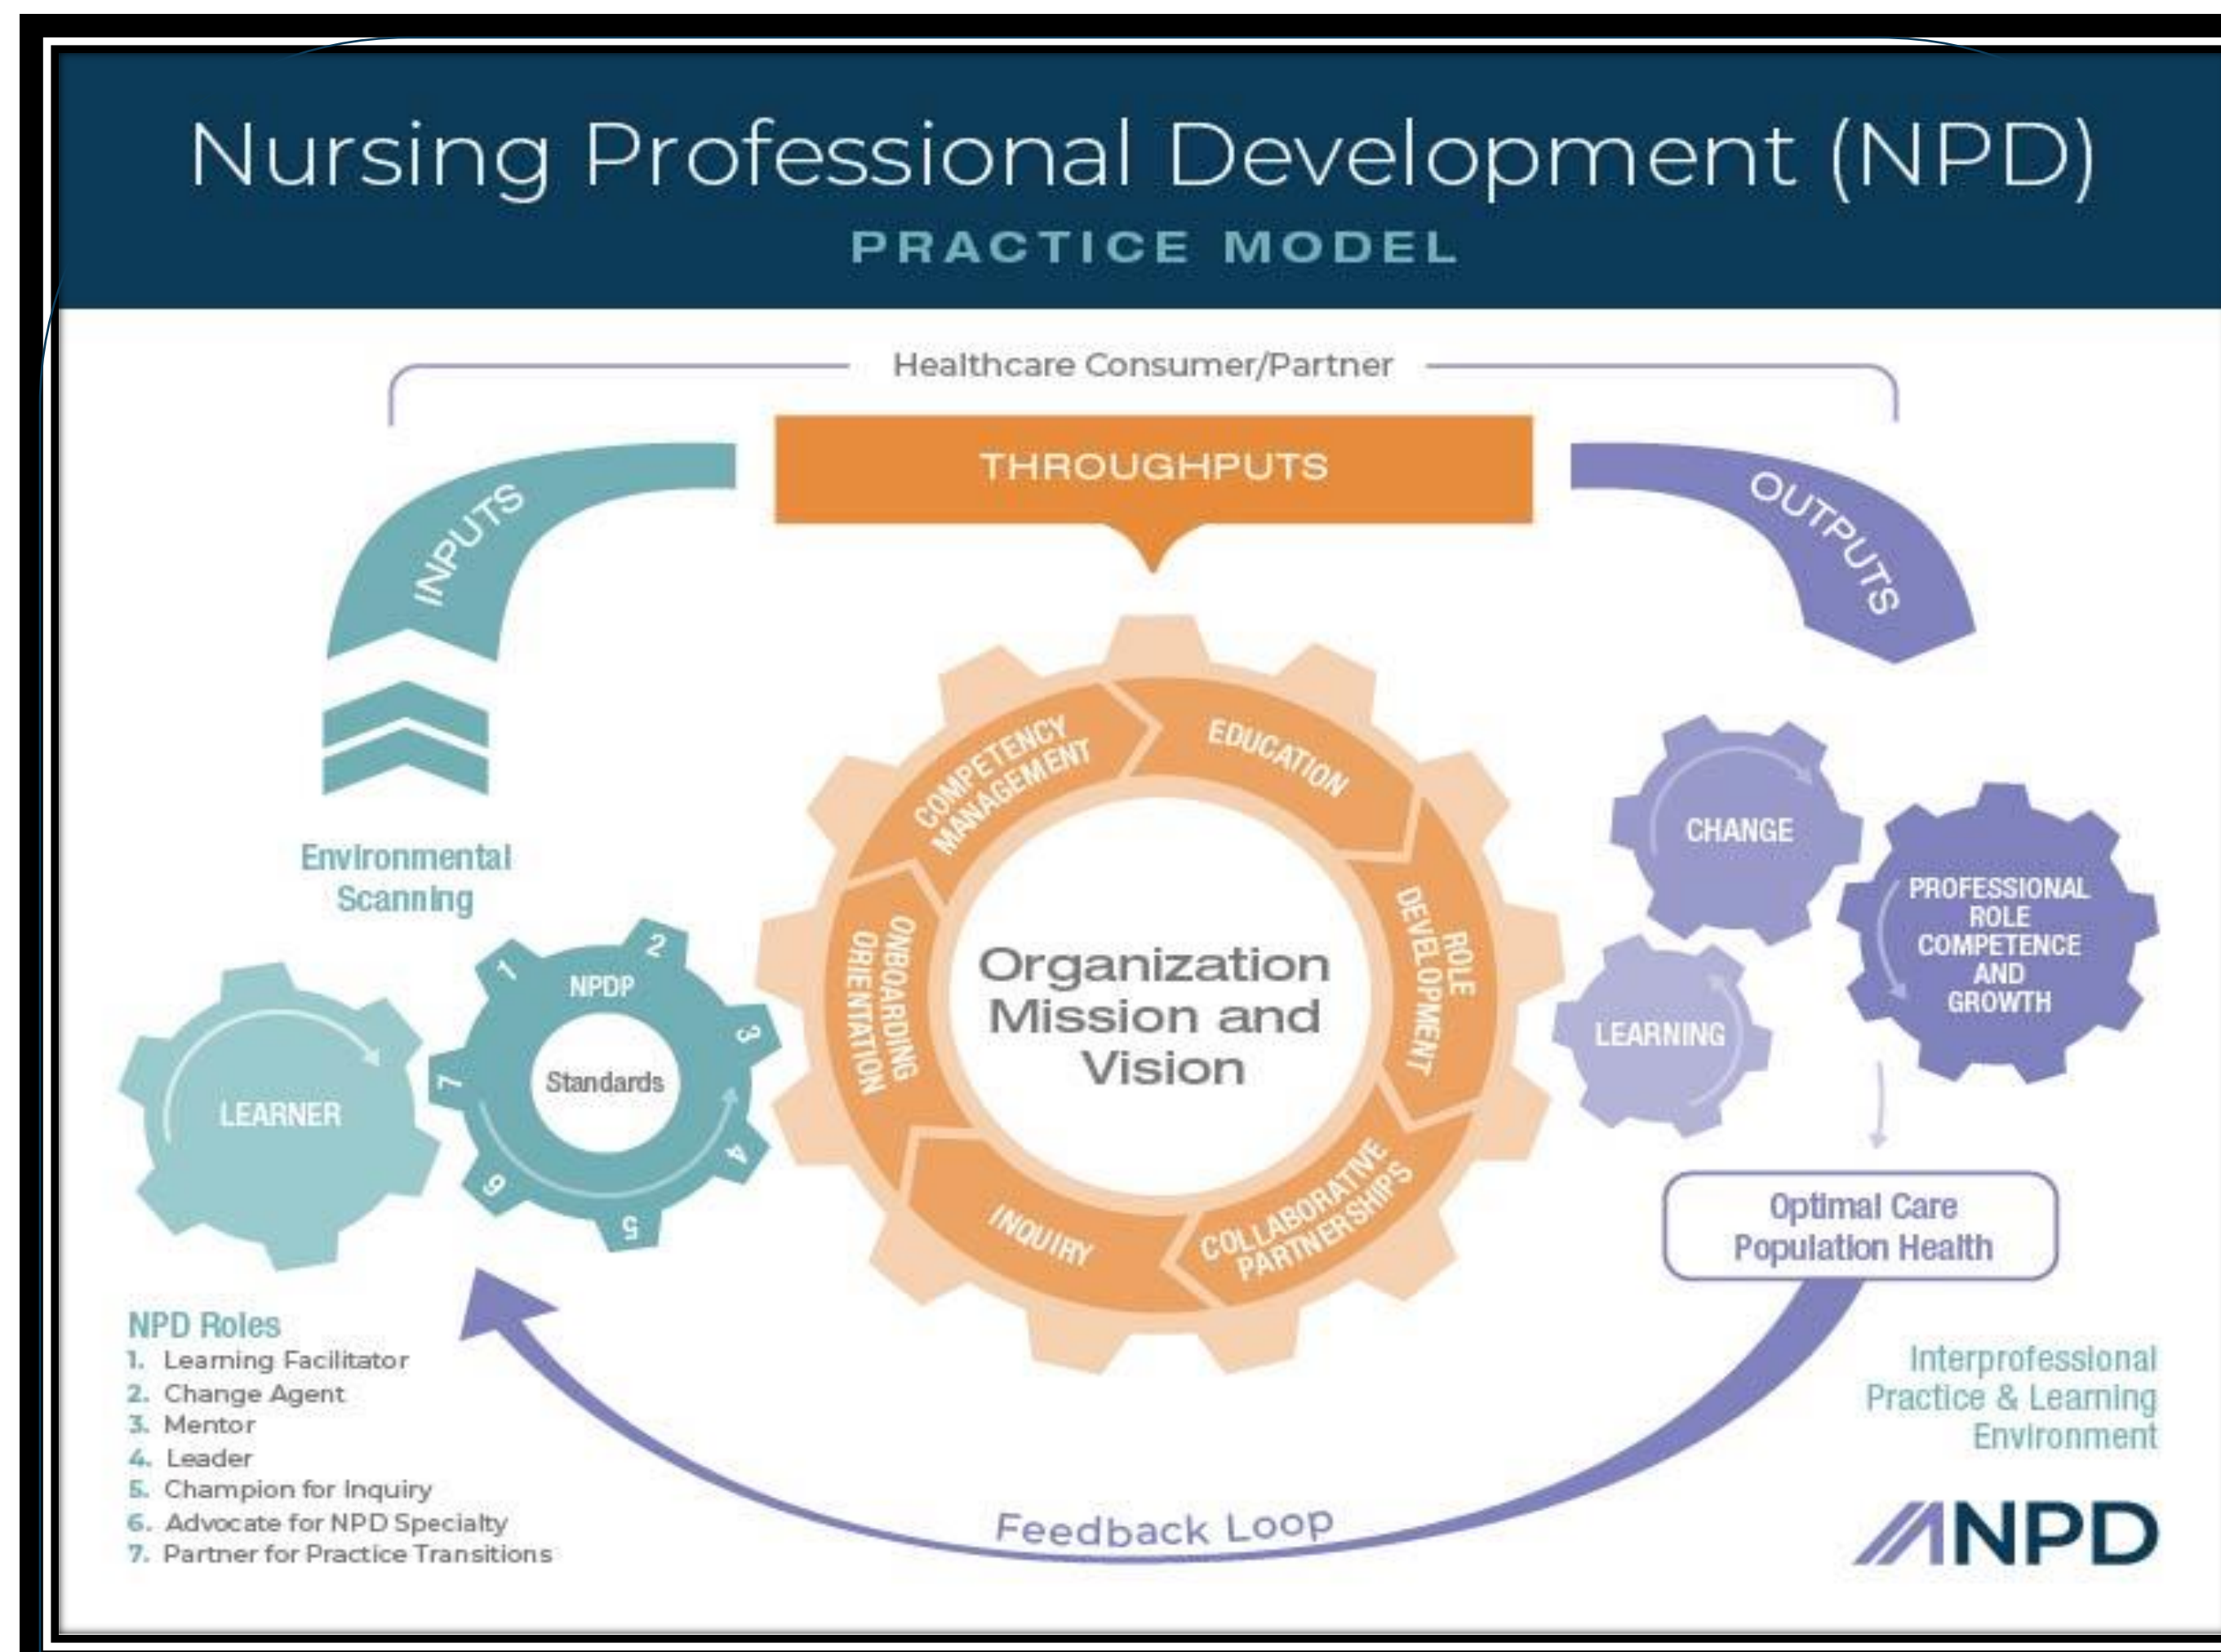 Nursing Professional Development (NPD)
PRACTICE MODEL
Healthcare Consumer/Partner
THROUGHPUTS
INPUTS
OUTPUTS
Environmental
Scanning
LEARNER
1
2
3
4
5
6
7
NPDP
Standards
COMPETENCY
MANAGEMENT
EDUCATION
ROLE
DEVELOPMENT
COLLABORATIVE
PARTNERSHIPS
INQUIRY
ONBOARDING
ORIENTATION
Organization
Mission and
Vision
CHANGE
LEARNING
PROFESSIONAL
ROLE
COMPETENCE
AND
GROWTH
Optimal Care
Population Health
NPD Roles
1. Learning Facilitator
2. Change Agent
3. Mentor
4. Leader
5. Champion for Inquiry
6. Advocate for NPD Specialty
7. Partner for Practice Transitions
Feedback Loop
Interprofessional
Practice & Learning
Environment
ANPD